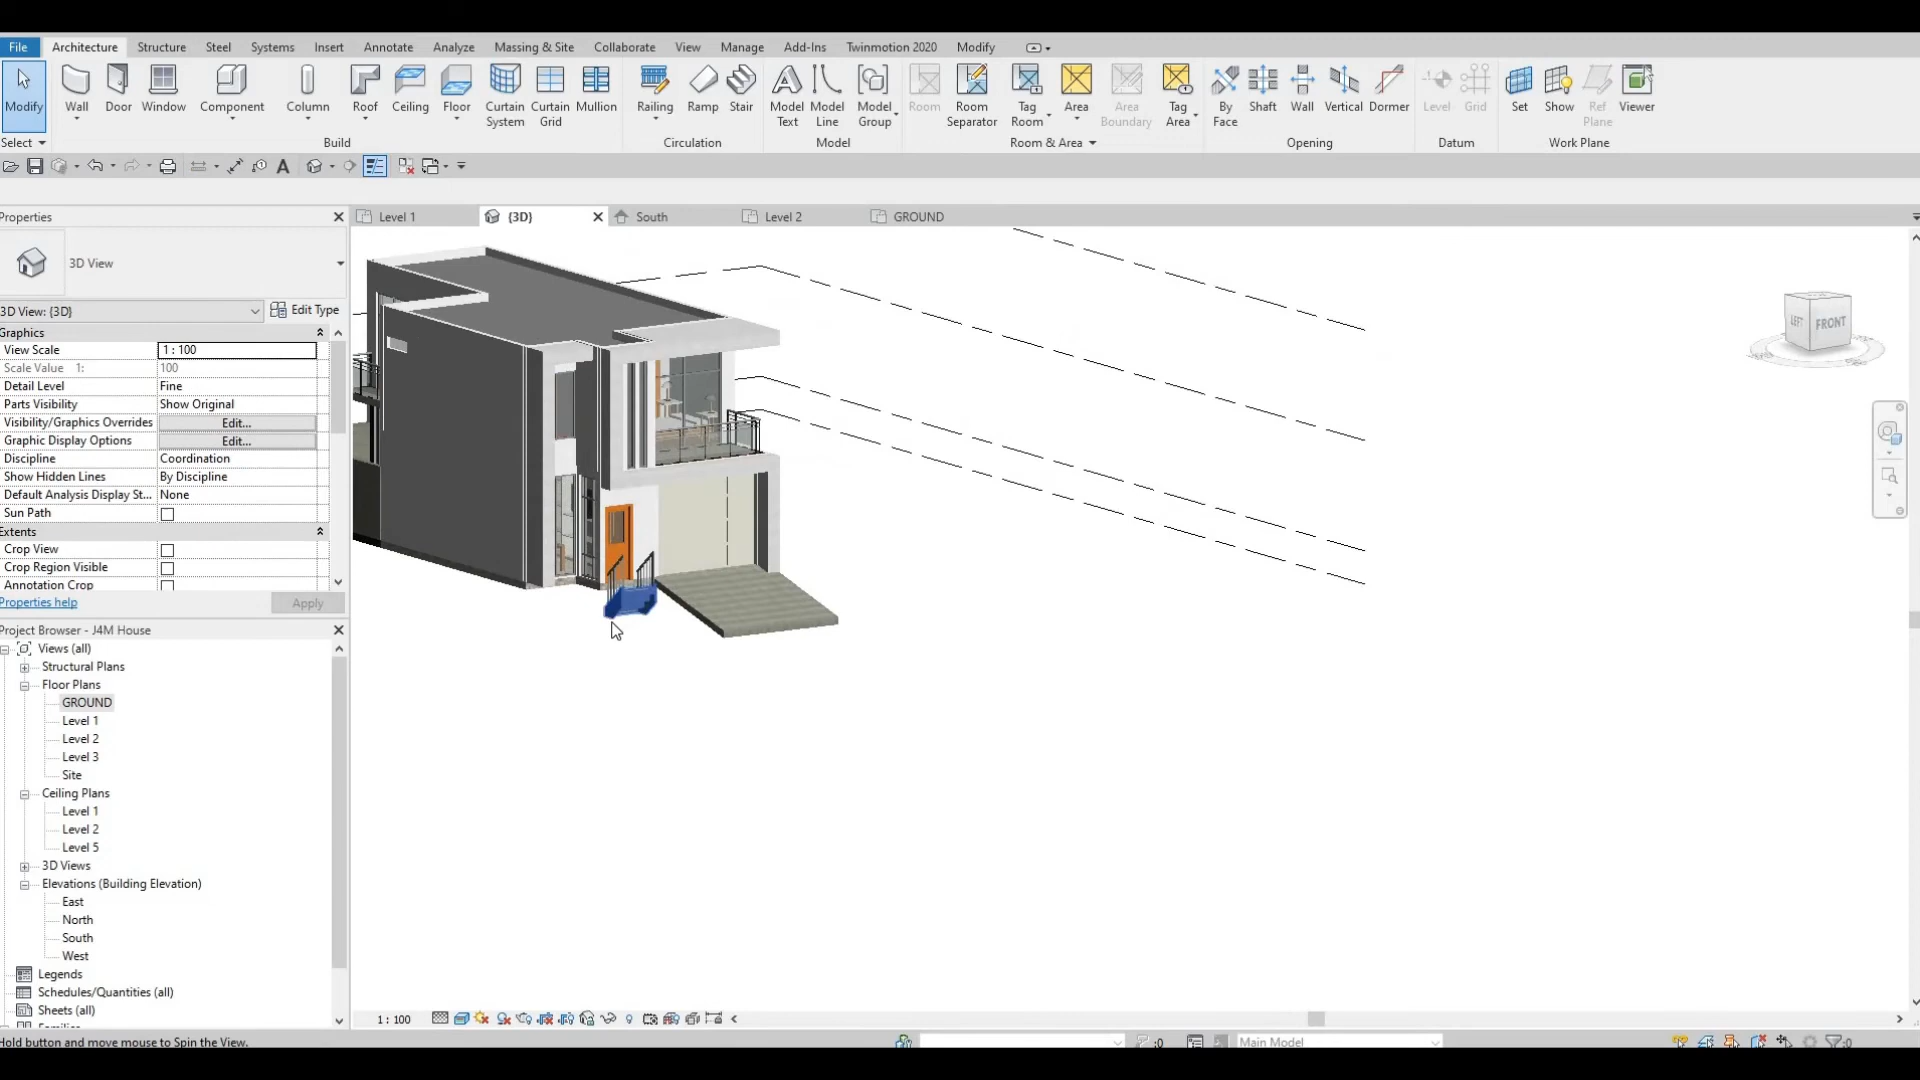 File Architecture Structure Steel Systems Insert Annotate Analyze Massing & Site Collaborate View Manage Add-Ins Twinmotion 2020 Modify
Modify Wall Door Window Component Column Roof Ceiling Floor Curtain System Curtain Grid Mullion Railing Ramp Stair Model Text Model Line Model Group Room Room Separator Tag Room Area Area Boundary Tag Area By Face Shaft Wall Vertical Dormer Level Grid Set Show Ref Plane Viewer
Select Build Circulation Model Room & Area Opening Datum Work Plane
Properties
Level 1 {3D} South Level 2 GROUND
3D View
3D View: {3D} Edit Type
Graphics
View Scale 1 : 100
Scale Value 1: 100
Detail Level Fine
Parts Visibility Show Original
Visibility/Graphics Overrides Edit...
Graphic Display Options Edit...
Discipline Coordination
Show Hidden Lines By Discipline
Default Analysis Display St... None
Sun Path
Extents
Crop View
Crop Region Visible
Annotation Crop
Properties help Apply
Project Browser - J4M House
Views (all)
Structural Plans
Floor Plans
GROUND
Level 1
Level 2
Level 3
Site
Ceiling Plans
Level 1
Level 2
Level 5
3D Views
Elevations (Building Elevation)
East
North
South
West
Legends
Schedules/Quantities (all)
Sheets (all)
LEFT FRONT
1 : 100
Hold button and move mouse to Spin the View.
:0 Main Model :0